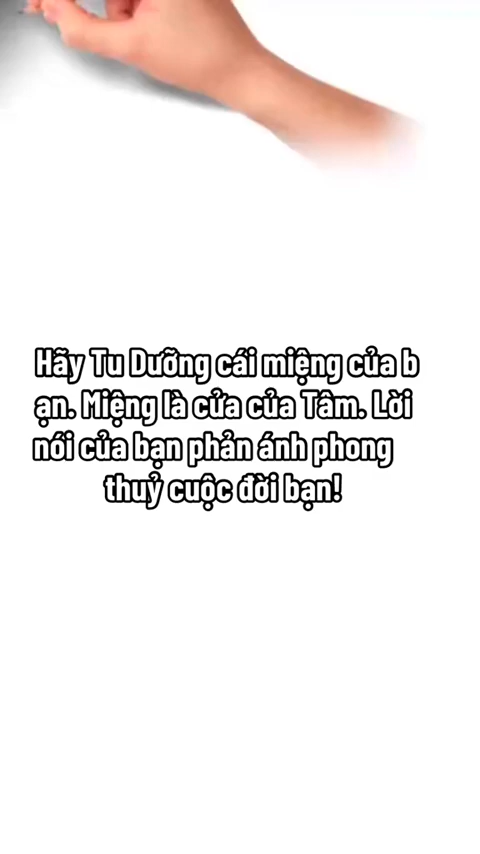 Hãy Tu Dưỡng cái miệng của b
ạn. Miệng là cửa của Tâm. Lời
nói của bạn phản ánh phong
thuỷ cuộc đời bạn!